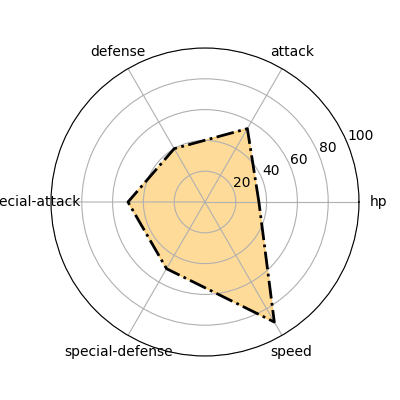 defense
attack
100
80
60
40
20
ecial-attack
hp
special-defense
speed